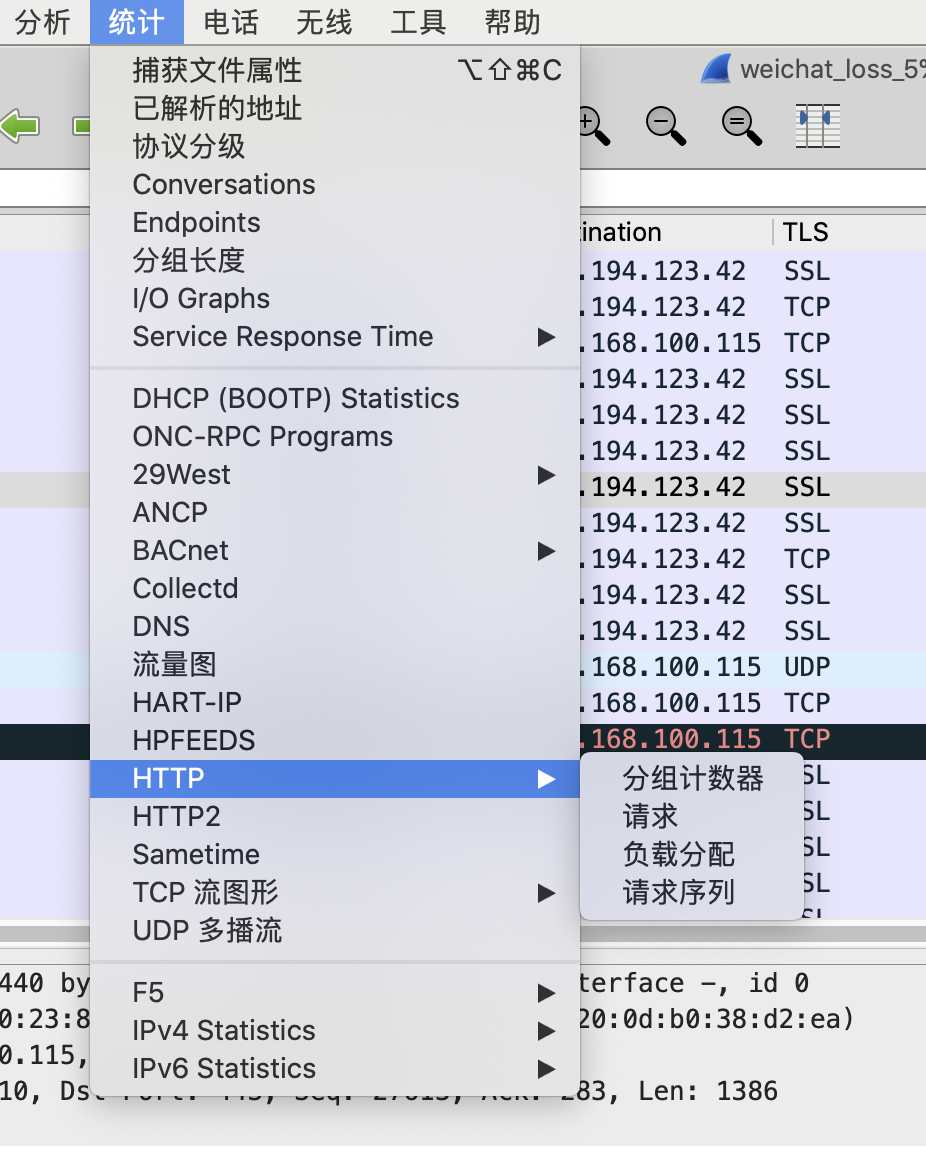 分析 统计 电话 无线 工具 帮助
捕获文件属性 ⌥⇧⌘C
weichat_loss_5%
已解析的地址
协议分级
Conversations
Endpoints
ination TLS
分组长度
.194.123.42 SSL
I/O Graphs
.194.123.42 TCP
Service Response Time
.168.100.115 TCP
.194.123.42 SSL
DHCP (BOOTP) Statistics
.194.123.42 SSL
ONC-RPC Programs
.194.123.42 SSL
29West
.194.123.42 SSL
ANCP
.194.123.42 SSL
BACnet
.194.123.42 TCP
Collectd
.194.123.42 SSL
DNS
.194.123.42 SSL
流量图
.168.100.115 UDP
HART-IP
.168.100.115 TCP
HPFEEDS
.168.100.115 TCP
HTTP
分组计数器
SL
HTTP2
请求
SL
Sametime
负载分配
SL
TCP 流图形
请求序列
SL
UDP 多播流
440 by
terface -, id 0
F5
0:23:8
20:0d:b0:38:d2:ea)
IPv4 Statistics
0.115,
IPv6 Statistics
10, Dst
283, Len: 1386